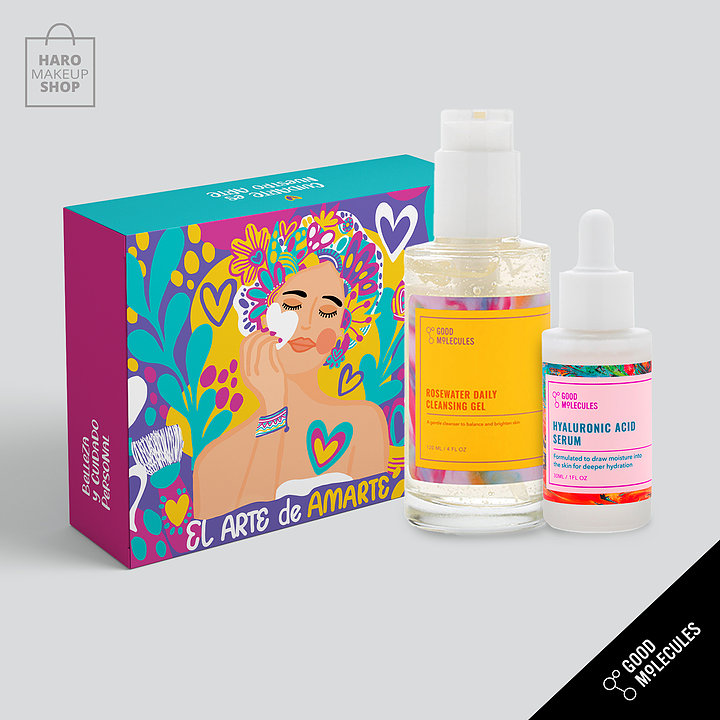 HARO
MAKEUP
SHOP
CUIDARTE es
NUESTRO ARTE
BELLEZA
y CUIDADO
PERSONAL
EL ARTE de AMARTE
GOOD
MOLECULES
ROSEWATER DAILY
CLEANSING GEL
A gentle cleanser to balance and brighten skin
120 ML / 4 FL OZ
GOOD
MOLECULES
HYALURONIC ACID
SERUM
Formulated to draw moisture into
the skin for deeper hydration
30ML / 1FL OZ
GOOD
MOLECULES